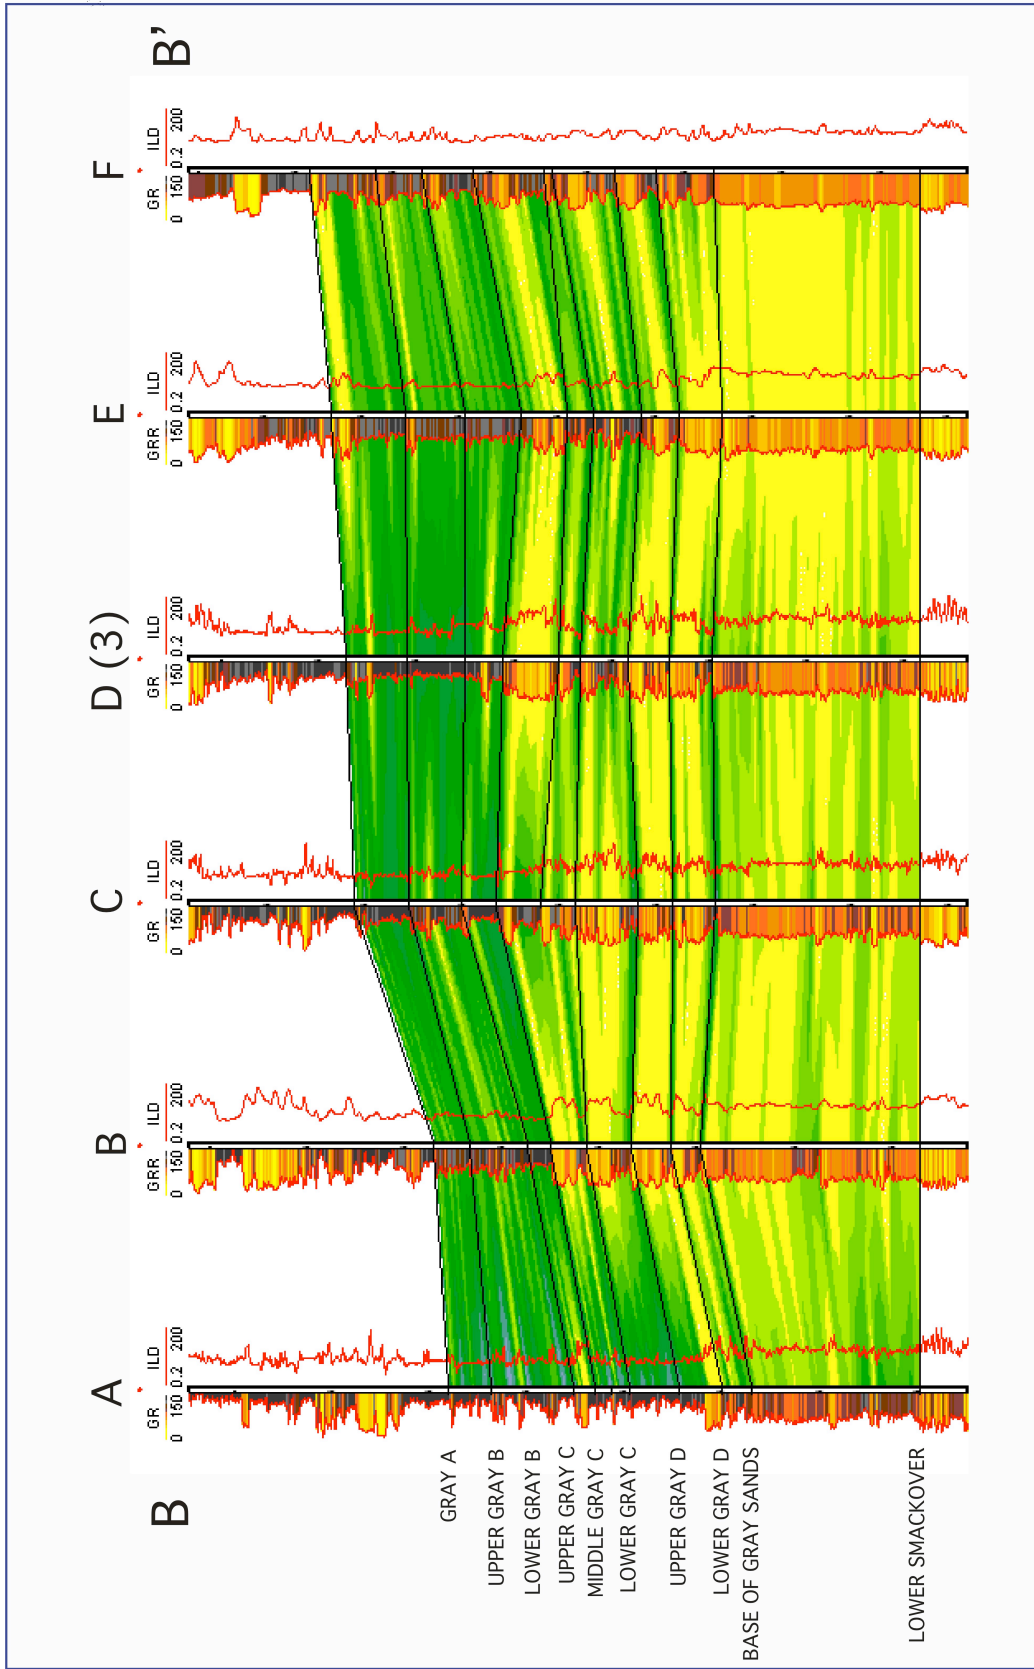 A B C D (3) E F
GR ILD GRR ILD GR ILD GR ILD GRR ILD GR ILD
B B'
0 150 0.2 200 0 150 0.2 200 0 150 0.2 200 0 150 0.2 200 0 150 0.2 200 0 150 0.2 200
GRAY A
UPPER GRAY B
LOWER GRAY B
UPPER GRAY C
MIDDLE GRAY C
LOWER GRAY C
UPPER GRAY D
LOWER GRAY D
BASE OF GRAY SANDS
LOWER SMACKOVER